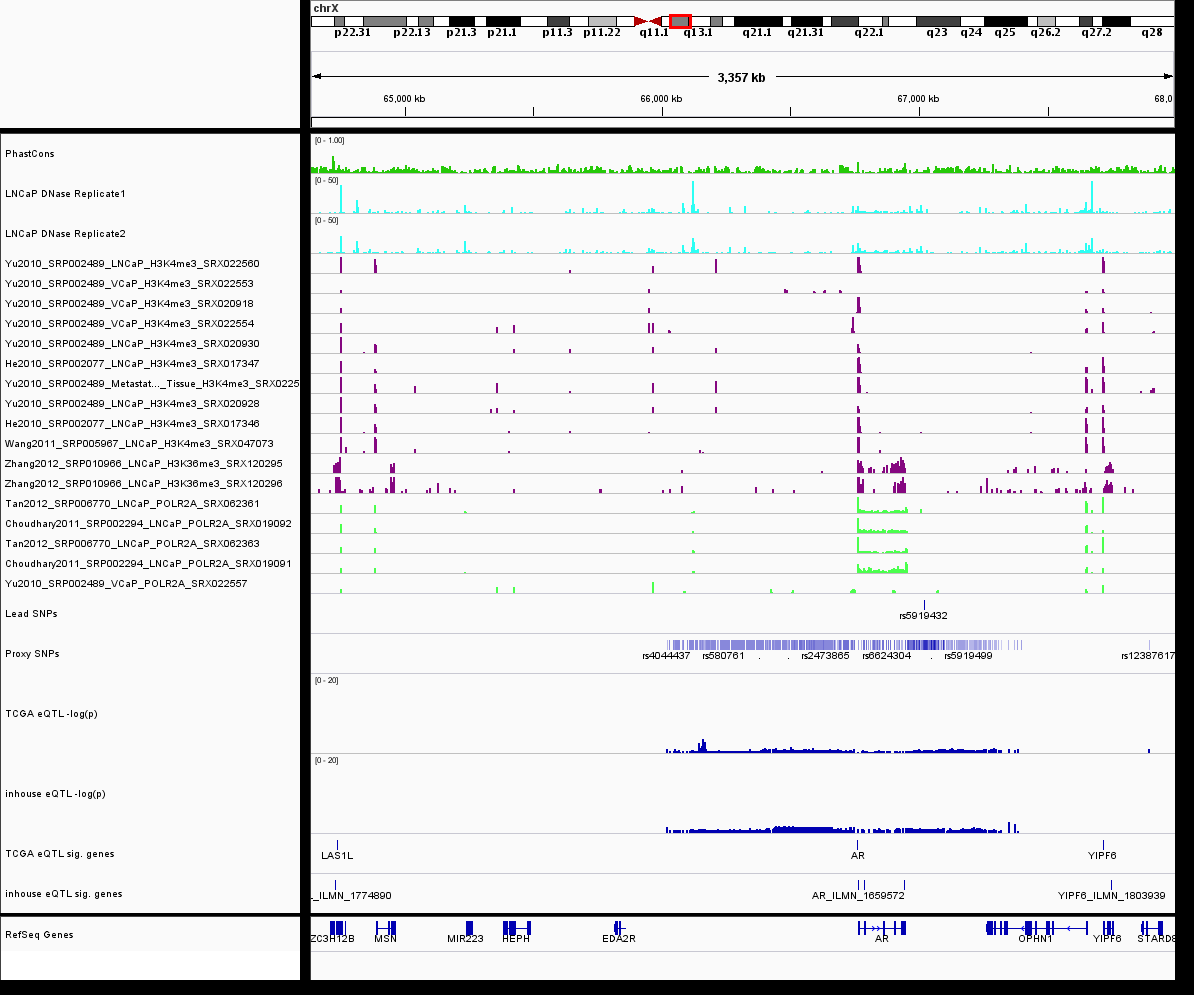 chrX
p22.31 p22.13 p21.3 p21.1 p11.3 p11.22 q11.1 q13.1 q21.1 q21.31 q22.1 q23 q24 q25 q26.2 q27.2 q28
3,357 kb
65,000 kb 66,000 kb 67,000 kb 68,0
[0 - 1.00]
PhastCons
[0 - 50]
LNCaP DNase Replicate1
[0 - 50]
LNCaP DNase Replicate2
Yu2010_SRP002489_LNCaP_H3K4me3_SRX022560
Yu2010_SRP002489_VCaP_H3K4me3_SRX022553
Yu2010_SRP002489_VCaP_H3K4me3_SRX020918
Yu2010_SRP002489_VCaP_H3K4me3_SRX022554
Yu2010_SRP002489_LNCaP_H3K4me3_SRX020930
He2010_SRP002077_LNCaP_H3K4me3_SRX017347
Yu2010_SRP002489_Metastat..._Tissue_H3K4me3_SRX0225
Yu2010_SRP002489_LNCaP_H3K4me3_SRX020928
He2010_SRP002077_LNCaP_H3K4me3_SRX017346
Wang2011_SRP005967_LNCaP_H3K4me3_SRX047073
Zhang2012_SRP010966_LNCaP_H3K36me3_SRX120295
Zhang2012_SRP010966_LNCaP_H3K36me3_SRX120296
Tan2012_SRP006770_LNCaP_POLR2A_SRX062361
Choudhary2011_SRP002294_LNCaP_POLR2A_SRX019092
Tan2012_SRP006770_LNCaP_POLR2A_SRX062363
Choudhary2011_SRP002294_LNCaP_POLR2A_SRX019091
Yu2010_SRP002489_VCaP_POLR2A_SRX022557
Lead SNPs rs5919432
Proxy SNPs rs4044437 rs580761 . . rs2473865 rs6624304 . rs5919499 rs12387617
[0 - 20]
TCGA eQTL -log(p)
[0 - 20]
inhouse eQTL -log(p)
TCGA eQTL sig. genes LAS1L AR YIPF6
inhouse eQTL sig. genes _ILMN_1774890 AR_ILMN_1659572 YIPF6_ILMN_1803939
RefSeq Genes ZC3H12B MSN MIR223 HEPH EDA2R AR OPHN1 YIPF6 STARD8